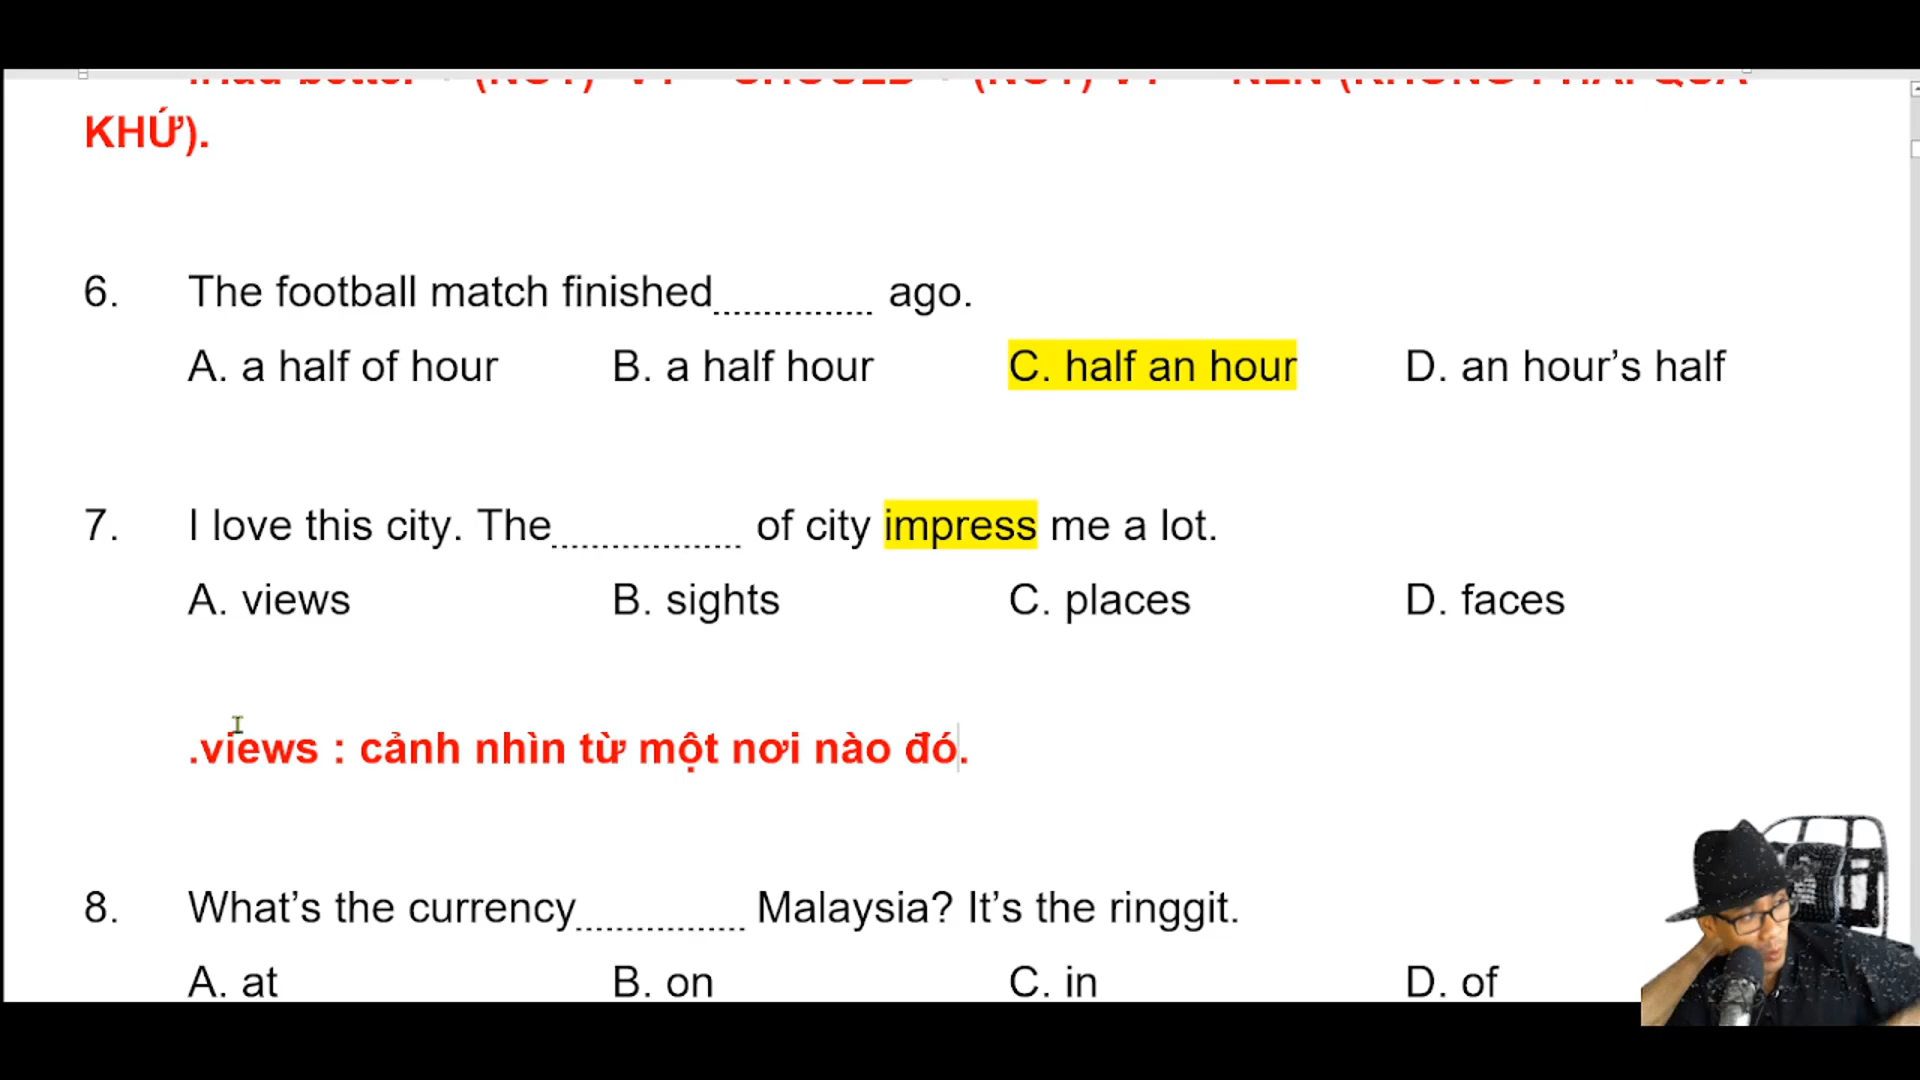 KHỨ).
6. The football match finished................ ago.
A. a half of hour B. a half hour C. half an hour D. an hour’s half
7. I love this city. The................... of city impress me a lot.
A. views B. sights C. places D. faces
.views : cảnh nhìn từ một nơi nào đó.
8. What’s the currency................. Malaysia? It’s the ringgit.
A. at B. on C. in D. of